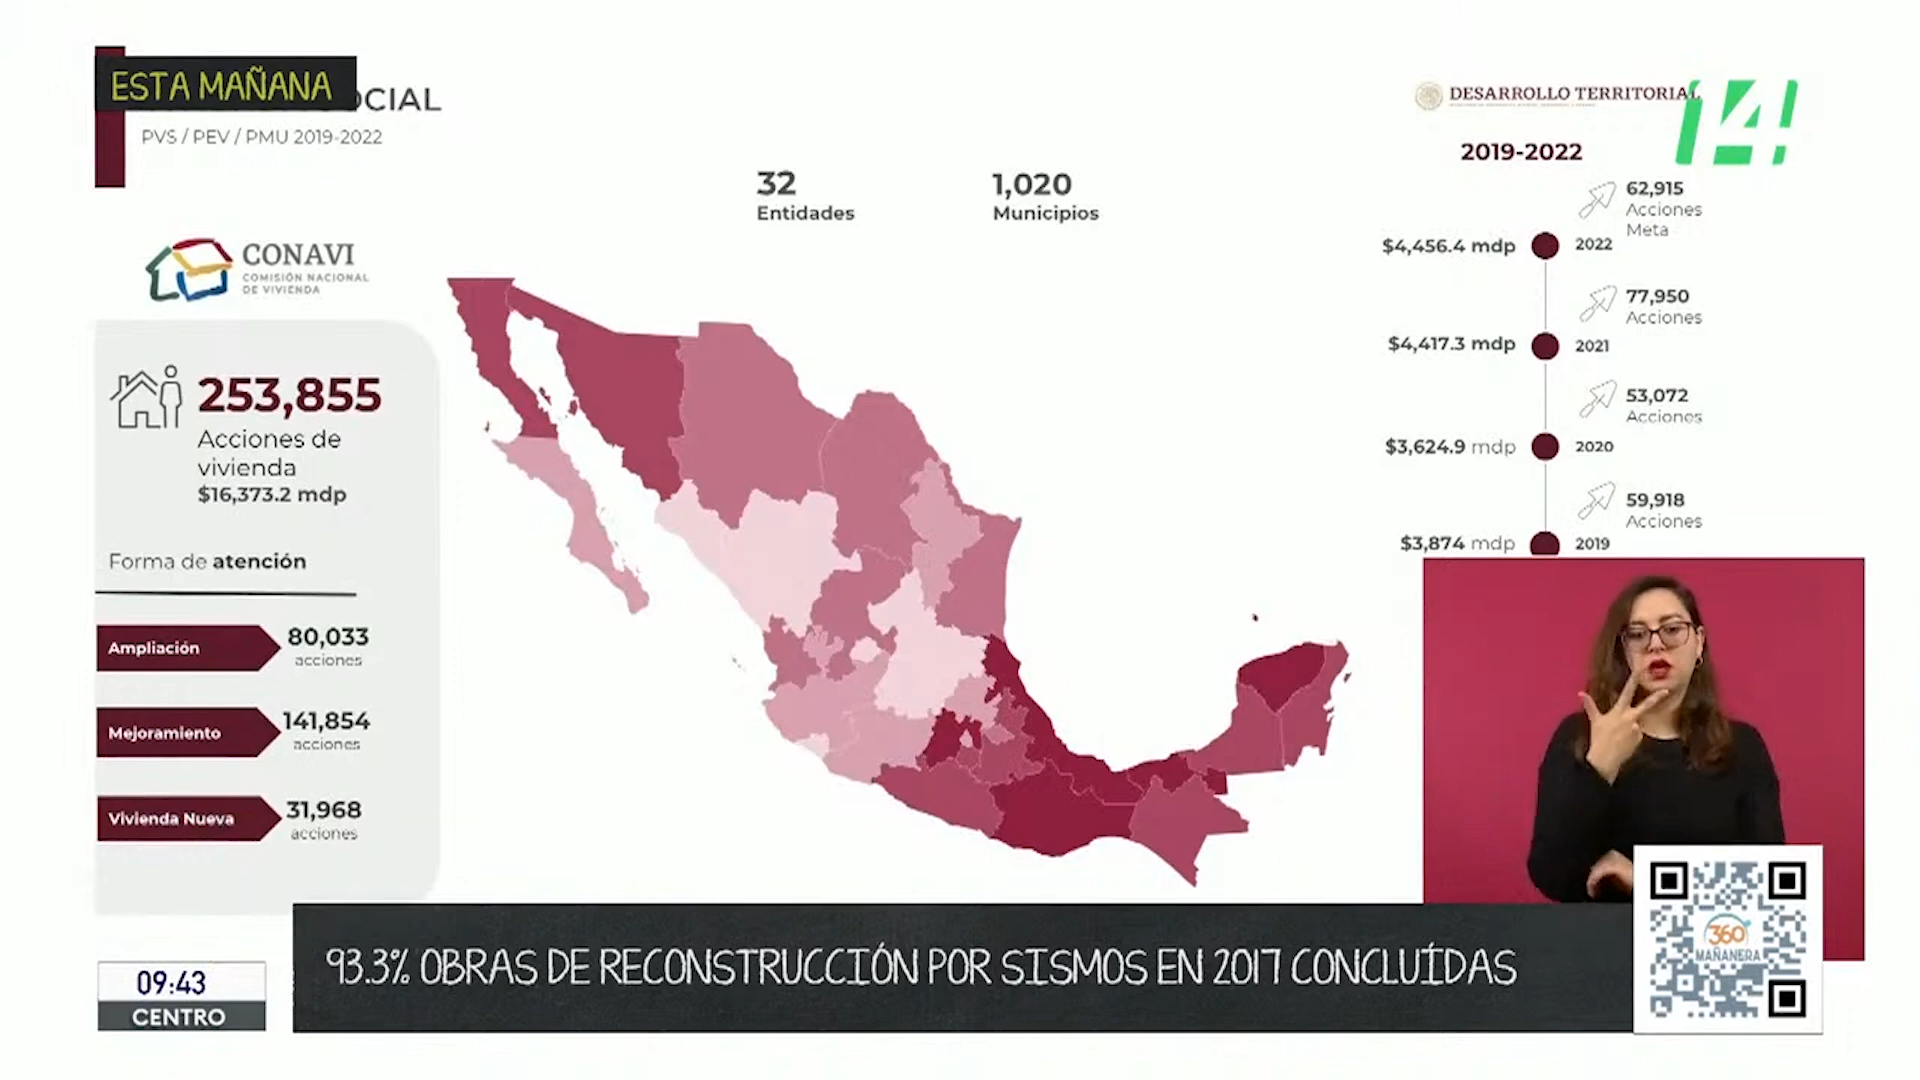 ESTA MAÑANA
OCIAL
PVS / PEV / PMU 2019-2022
32
Entidades
1,020
Municipios
DESARROLLO TERRITORIAL
14!
2019-2022
62,915
Acciones
Meta
$4,456.4 mdp
2022
77,950
Acciones
$4,417.3 mdp
2021
53,072
Acciones
$3,624.9 mdp
2020
59,918
Acciones
$3,874 mdp
2019
CONAVI
COMISIÓN NACIONAL
DE VIVIENDA
253,855
Acciones de
vivienda
$16,373.2 mdp
Forma de atención
Ampliación
80,033
acciones
Mejoramiento
141,854
acciones
Vivienda Nueva
31,968
acciones
93.3% OBRAS DE RECONSTRUCCIÓN POR SISMOS EN 2017 CONCLUÍDAS
360
MAÑANERA
09:43
CENTRO